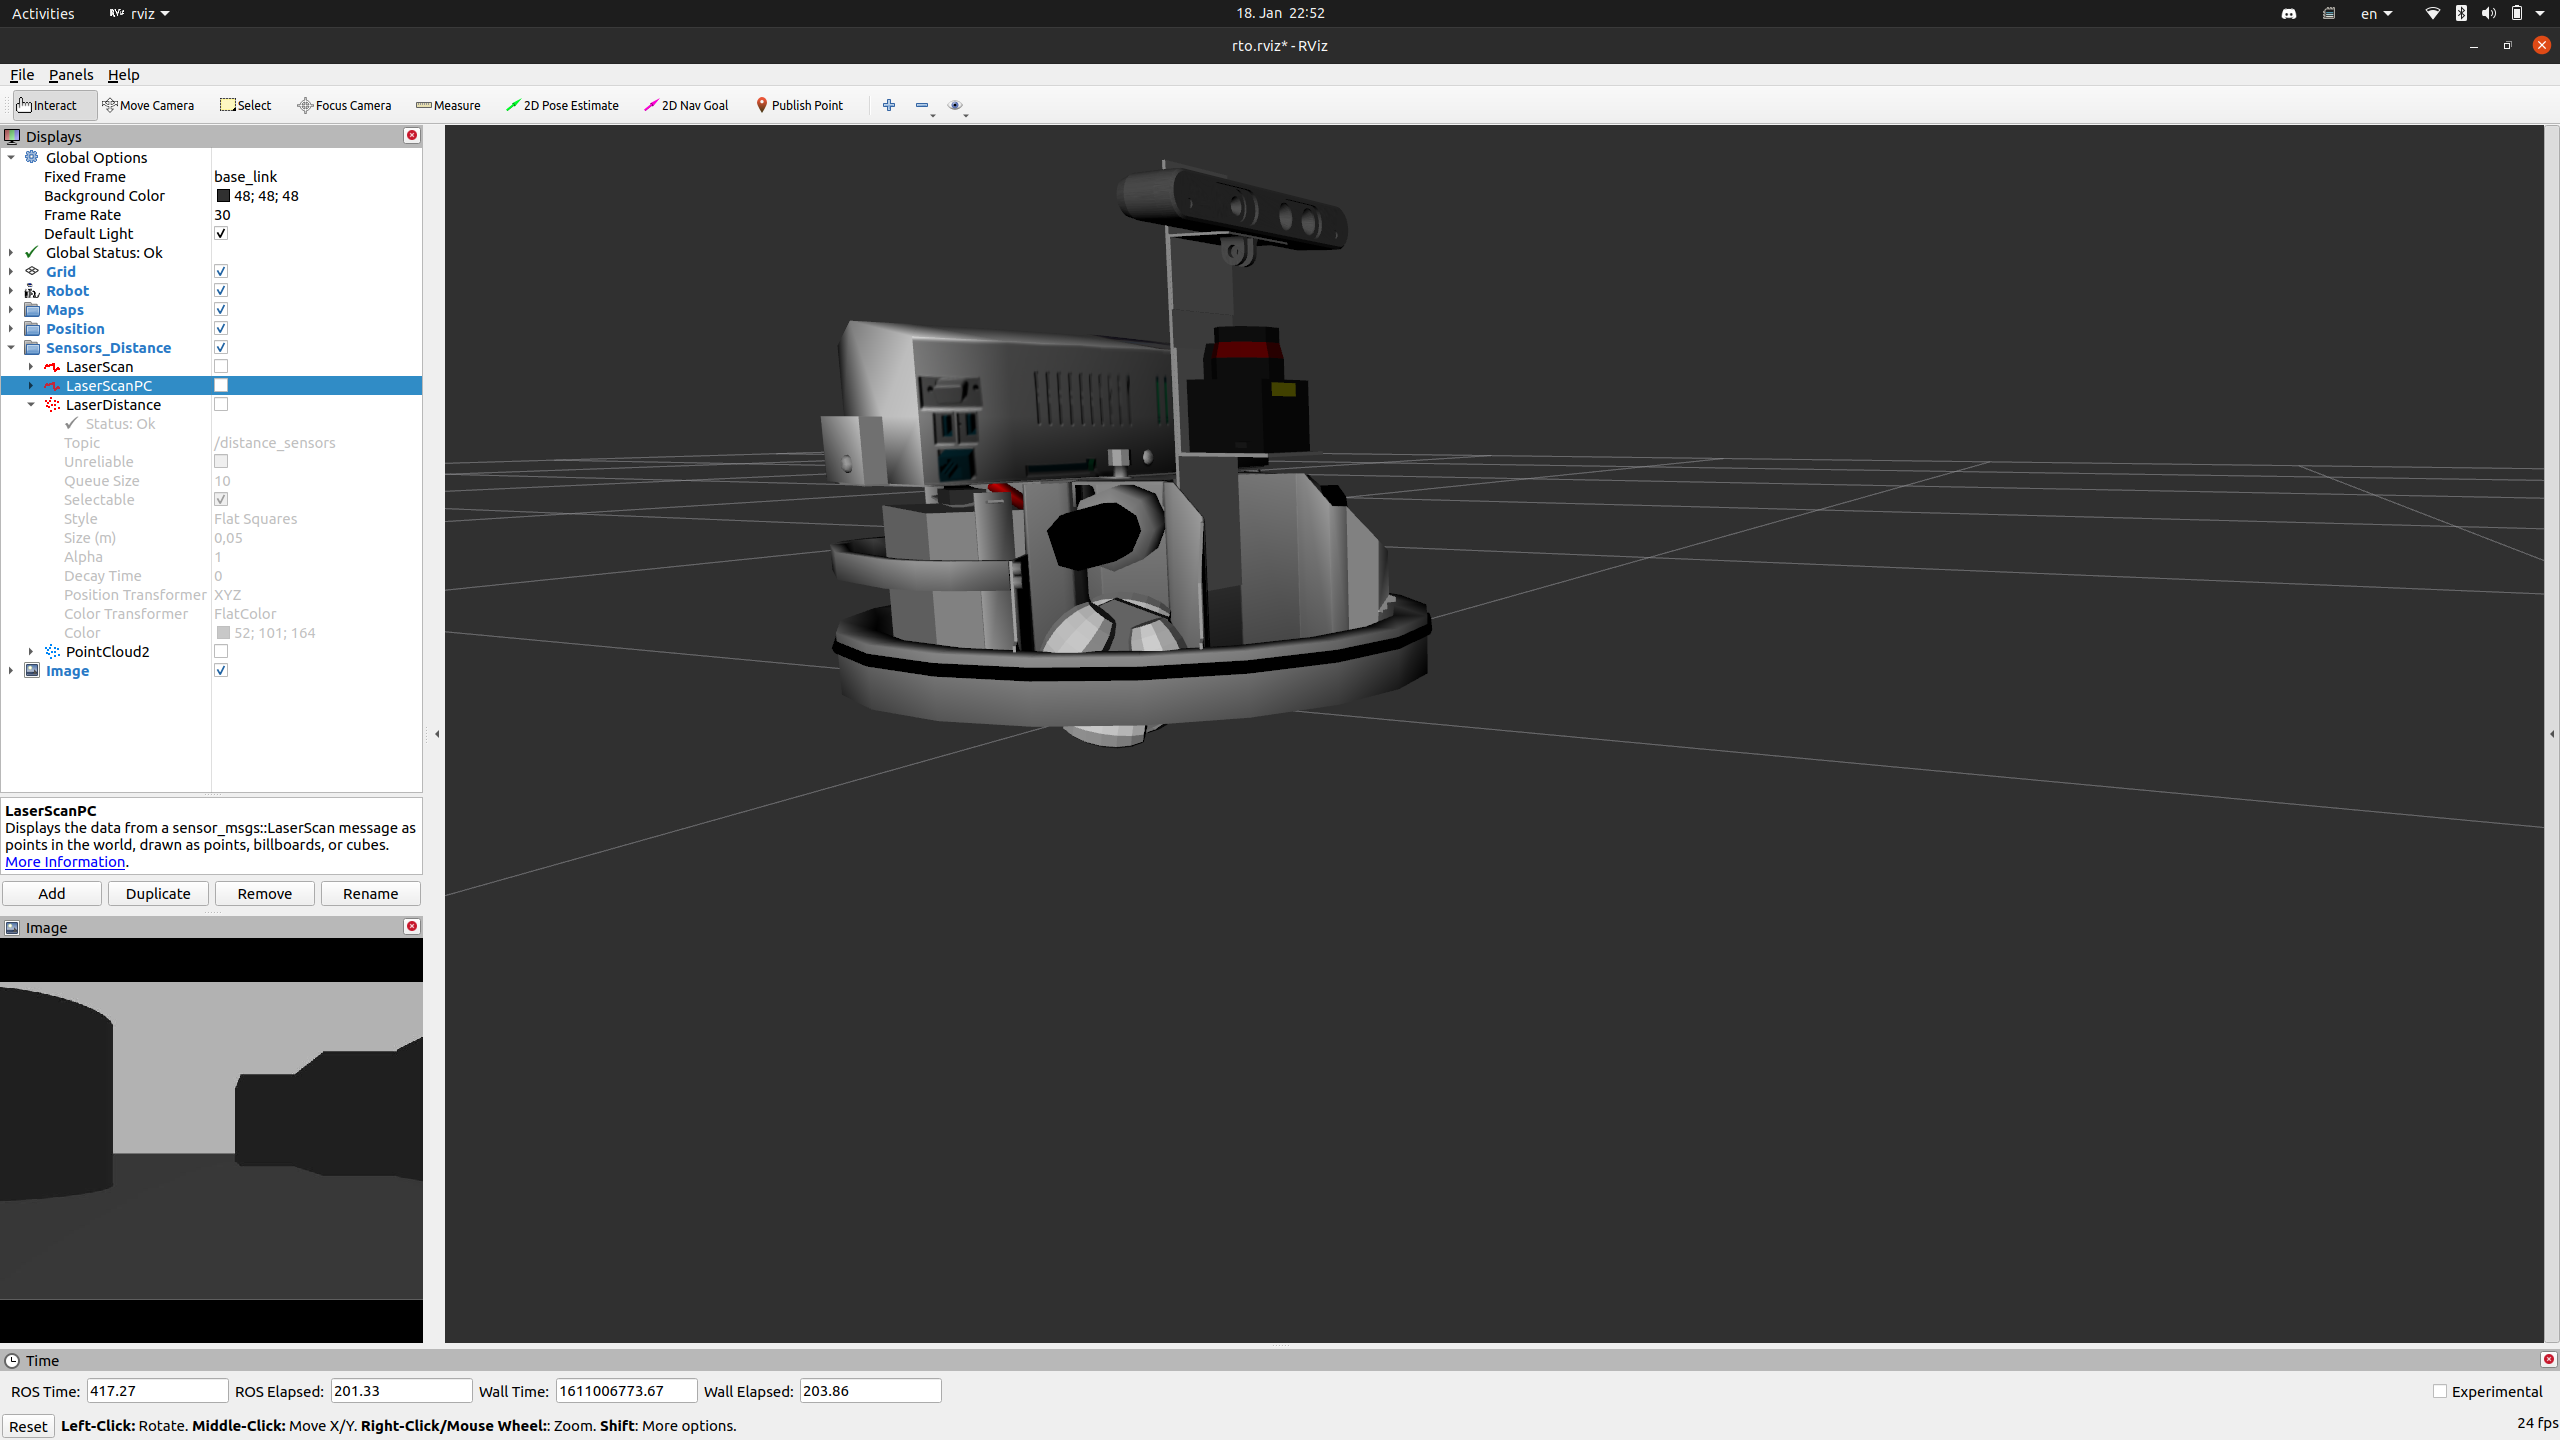 Activities RViz rviz 18. Jan 22:52 en
rto.rviz* - RViz
File Panels Help
Interact Move Camera Select Focus Camera Measure 2D Pose Estimate 2D Nav Goal Publish Point
Displays
Global Options
Fixed Frame base_link
Background Color 48; 48; 48
Frame Rate 30
Default Light
Global Status: Ok
Grid
Robot
Maps
Position
Sensors_Distance
LaserScan
LaserScanPC
LaserDistance
Status: Ok
Topic /distance_sensors
Unreliable
Queue Size 10
Selectable
Style Flat Squares
Size (m) 0,05
Alpha 1
Decay Time 0
Position Transformer XYZ
Color Transformer FlatColor
Color 52; 101; 164
PointCloud2
Image
LaserScanPC
Displays the data from a sensor_msgs::LaserScan message as
points in the world, drawn as points, billboards, or cubes.
More Information.
Add Duplicate Remove Rename
Image
Time
ROS Time: 417.27 ROS Elapsed: 201.33 Wall Time: 1611006773.67 Wall Elapsed: 203.86 Experimental
Reset Left-Click: Rotate. Middle-Click: Move X/Y. Right-Click/Mouse Wheel:: Zoom. Shift: More options. 24 fps